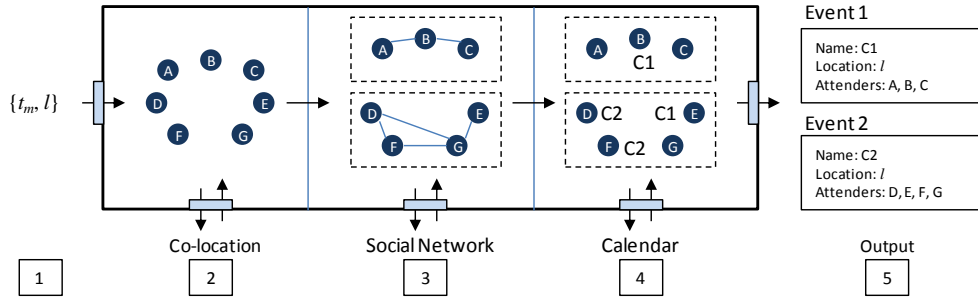 {t_m, l}
A
B
C
D
E
F
G
A
B
C
D
E
F
G
A
B
C
C1
D
C2
C1
E
F
C2
G
Event 1
Name: C1
Location: l
Attenders: A, B, C
Event 2
Name: C2
Location: l
Attenders: D, E, F, G
Co-location
Social Network
Calendar
Output
1
2
3
4
5